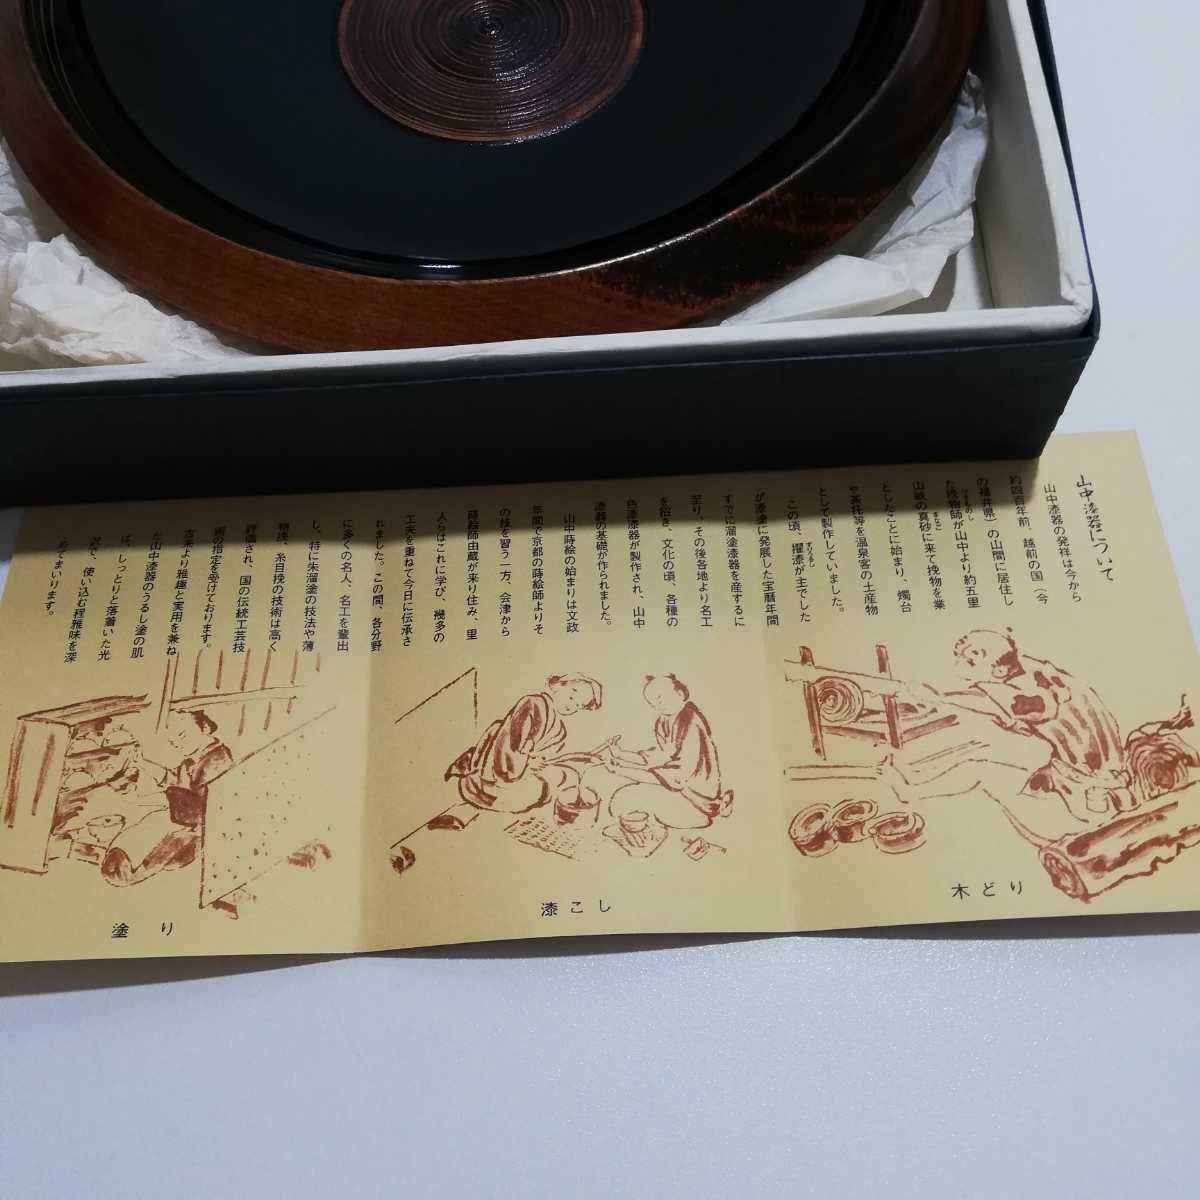 山中漆器について
山中漆器の発祥は今から
約四百年前、越前の国（今
の福井県）の山間に居住し
た挽物師が山中より約五里
山峡の真砂に来て挽物を業
としたことに始まり、燭台
や茶托等を温泉客の土産物
として製作していました。
この頃、擢漆が主でした
が漆塗に発展した宝暦年間
すでに溜塗漆器を産するに
至り、その後各地より名工
を招き、文化の頃、各種の
色漆漆器が製作され、山中
漆器の基礎が作られました。
山中蒔絵の始まりは文政
年間で京都の蒔絵師よりそ
の技を習う一方、会津から
蒔絵師由蔵が来り住み、里
人らはこれに学び、幾多の
工夫を重ねて今日に伝承さ
れました。この間、各分野
に多くの名人、名工を輩出
し、特に朱溜塗の技法や薄
物挽、糸目挽の技術は高く
評価され、国の伝統工芸技
術の指定を受けております。
古来より雅趣と実用を兼ね
た山中漆器のうるし塗の肌
は、しっとりと落着いた光
沢で、使い込む程雅味を深
めてまいります。
木どり
漆こし
塗り